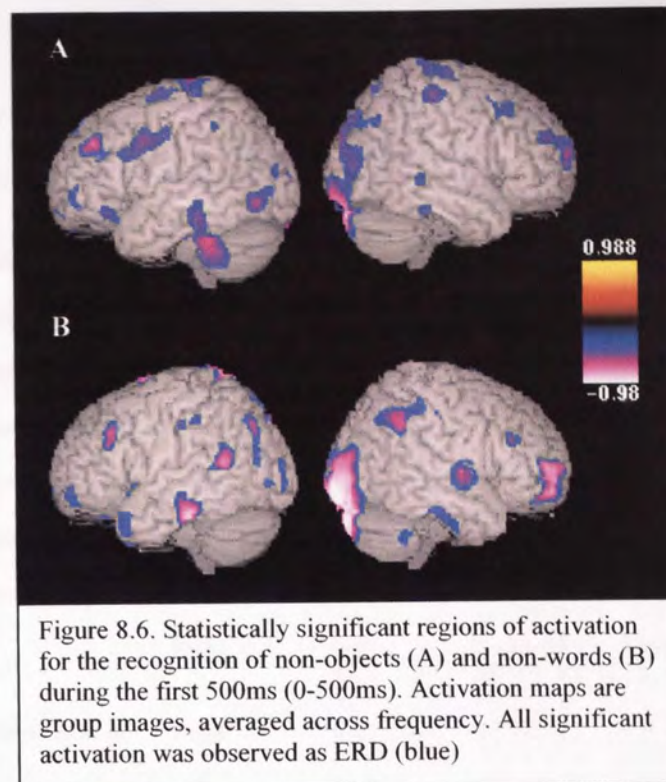 A
0.988
B
-0.98
Figure 8.6. Statistically significant regions of activation
for the recognition of non-objects (A) and non-words (B)
during the first 500ms (0-500ms). Activation maps are
group images, averaged across frequency. All significant
activation was observed as ERD (blue)